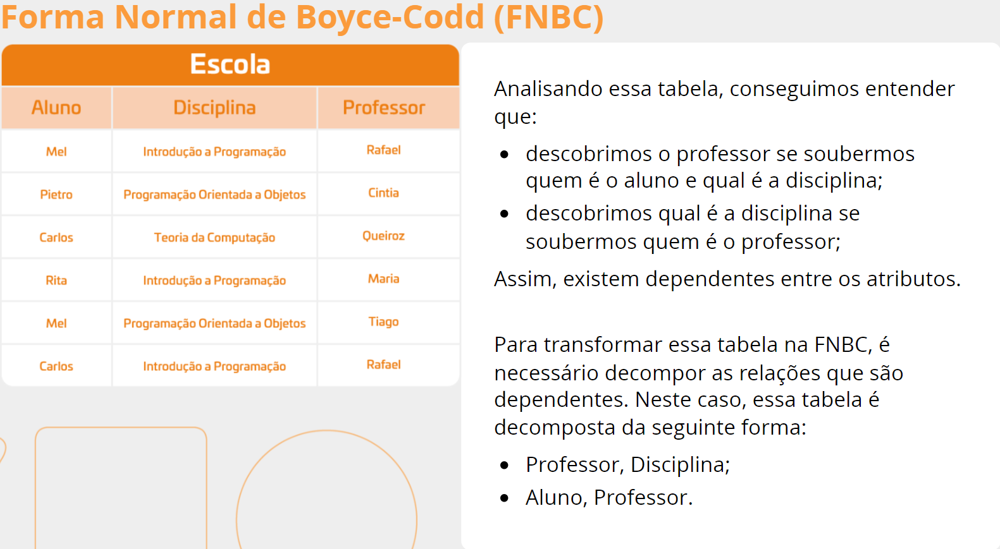 Forma Normal de Boyce-Codd (FNBC)
Escola
Aluno Disciplina Professor
Mel Introdução a Programação Rafael
Pietro Programação Orientada a Objetos Cintia
Carlos Teoria da Computação Queiroz
Rita Introdução a Programação Maria
Mel Programação Orientada a Objetos Tiago
Carlos Introdução a Programação Rafael
Analisando essa tabela, conseguimos entender
que:
• descobrimos o professor se soubermos
quem é o aluno e qual é a disciplina;
• descobrimos qual é a disciplina se
soubermos quem é o professor;
Assim, existem dependentes entre os atributos.
Para transformar essa tabela na FNBC, é
necessário decompor as relações que são
dependentes. Neste caso, essa tabela é
decomposta da seguinte forma:
• Professor, Disciplina;
• Aluno, Professor.